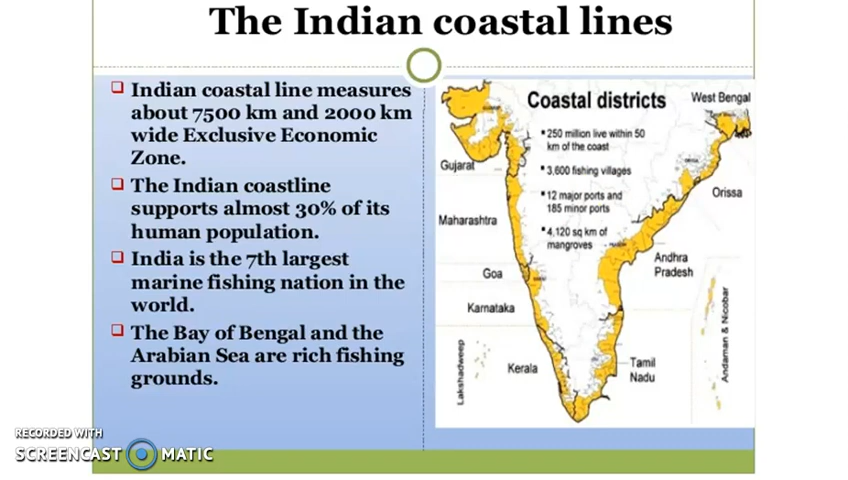 The Indian coastal lines
Indian coastal line measures
about 7500 km and 2000 km
wide Exclusive Economic
Zone.
The Indian coastline
supports almost 30% of its
human population.
India is the 7th largest
marine fishing nation in the
world.
The Bay of Bengal and the
Arabian Sea are rich fishing
grounds.
Coastal districts
West Bengal
250 million live within 50
km of the coast
3,600 fishing villages
12 major ports and
185 minor ports
4,120 sq km of
mangroves
Gujarat
Maharashtra
Goa
Karnataka
Kerala
Lakshadweep
Orissa
Andhra
Pradesh
Tamil
Nadu
Andaman & Nicobar
RECORDED WITH
SCREENCAST MATIC